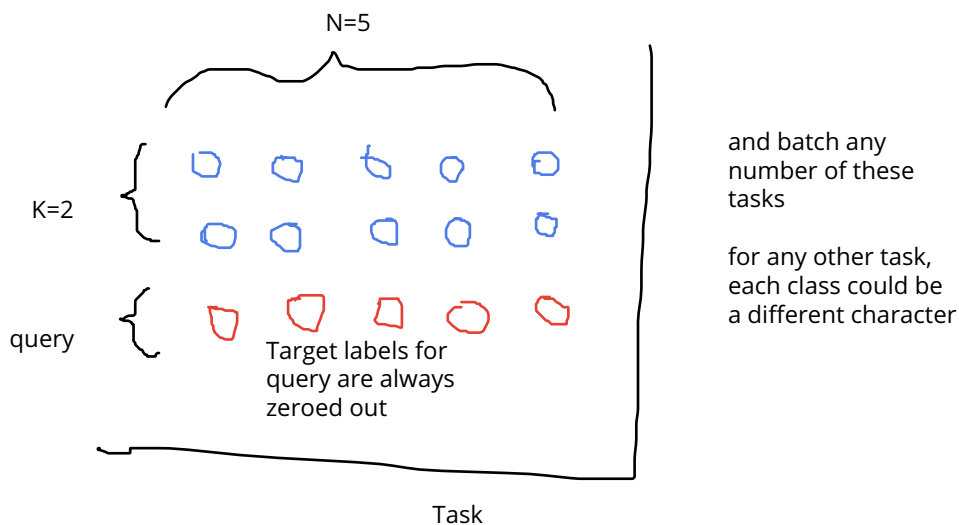 N=5
K=2
query
Target labels for
query are always
zeroed out
Task
and batch any
number of these
tasks
for any other task,
each class could be
a different character